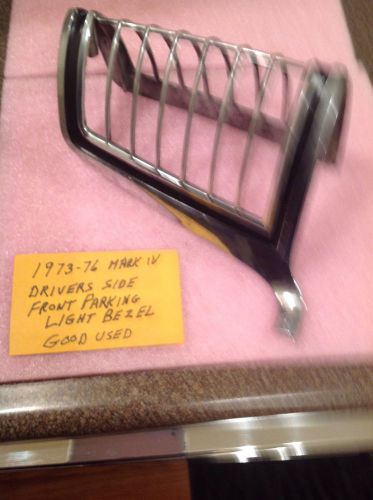 1973-76 MARK IV
DRIVERS SIDE
FRONT PARKING
LIGHT BEZEL
GOOD USED